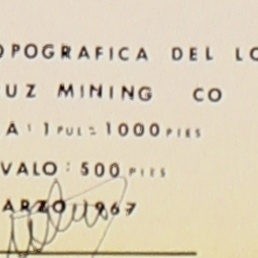 OPOGRAFICA DEL LO
UZ MINING CO
A: 1 PUL = 1000 PIES
VALO: 500 PIES
ARZO 1967